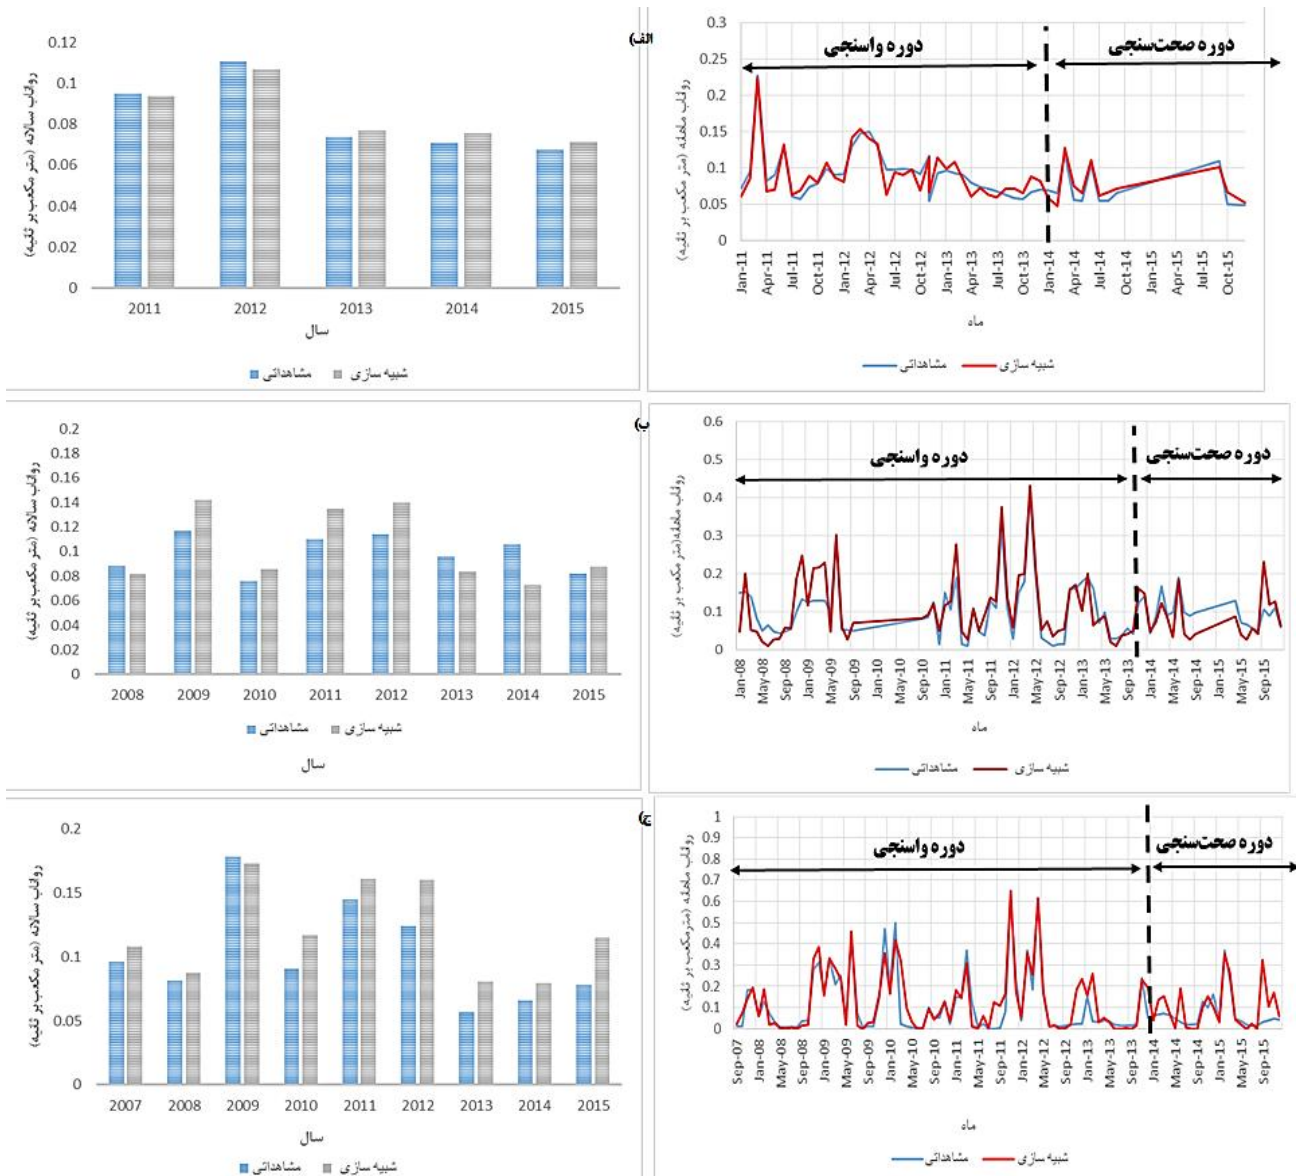 الف)
رواناب سالانه (متر مکعب بر ثانیه)
0.12
0.1
0.08
0.06
0.04
0.02
0
2011 2012 2013 2014 2015
سال
مشاهداتی شبیه سازی
رواناب ماهانه (متر مکعب بر ثانیه)
0.3
0.25
0.2
0.15
0.1
0.05
0
دوره واسنجی
دوره صحت‌سنجی
Jan-11 Apr-11 Jul-11 Oct-11 Jan-12 Apr-12 Jul-12 Oct-12 Jan-13 Apr-13 Jul-13 Oct-13 Jan-14 Apr-14 Jul-14 Oct-14 Jan-15 Apr-15 Jul-15 Oct-15
ماه
مشاهداتی شبیه سازی
ب)
رواناب سالانه (متر مکعب بر ثانیه)
0.2
0.18
0.16
0.14
0.12
0.1
0.08
0.06
0.04
0.02
0
2008 2009 2010 2011 2012 2013 2014 2015
مشاهداتی شبیه سازی
سال
رواناب ماهانه (متر مکعب بر ثانیه)
0.6
0.5
0.4
0.3
0.2
0.1
0
دوره واسنجی
دوره صحت‌سنجی
Jan-08 May-08 Sep-08 Jan-09 May-09 Sep-09 Jan-10 May-10 Sep-10 Jan-11 May-11 Sep-11 Jan-12 May-12 Sep-12 Jan-13 May-13 Sep-13 Jan-14 May-14 Sep-14 Jan-15 May-15 Sep-15
ماه
مشاهداتی شبیه سازی
ج)
رواناب سالانه (متر مکعب بر ثانیه)
0.2
0.15
0.1
0.05
0
2007 2008 2009 2010 2011 2012 2013 2014 2015
سال
مشاهداتی شبیه سازی
رواناب ماهانه (متر مکعب بر ثانیه)
1
0.9
0.8
0.7
0.6
0.5
0.4
0.3
0.2
0.1
0
دوره واسنجی
دوره صحت‌سنجی
Sep-07 Jan-08 May-08 Sep-08 Jan-09 May-09 Sep-09 Jan-10 May-10 Sep-10 Jan-11 May-11 Sep-11 Jan-12 May-12 Sep-12 Jan-13 May-13 Sep-13 Jan-14 May-14 Sep-14 Jan-15 May-15 Sep-15
ماه
مشاهداتی شبیه سازی